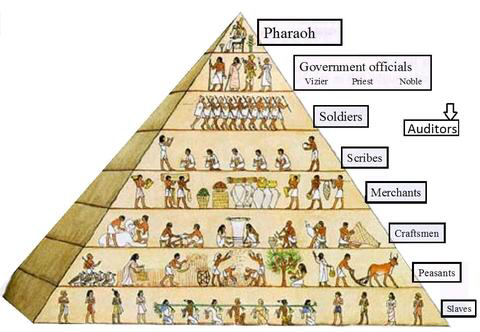 Pharaoh
Government officials
Vizier Priest Noble
Soldiers
Auditors
Scribes
Merchants
Craftsmen
Peasants
Slaves